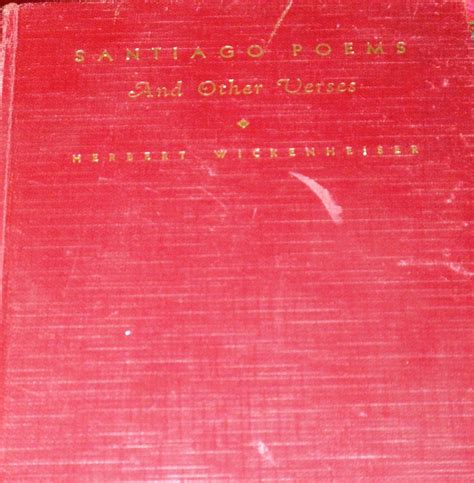 SANTIAGO POEMS
And Other Verses
HERBERT WICKENHEISER